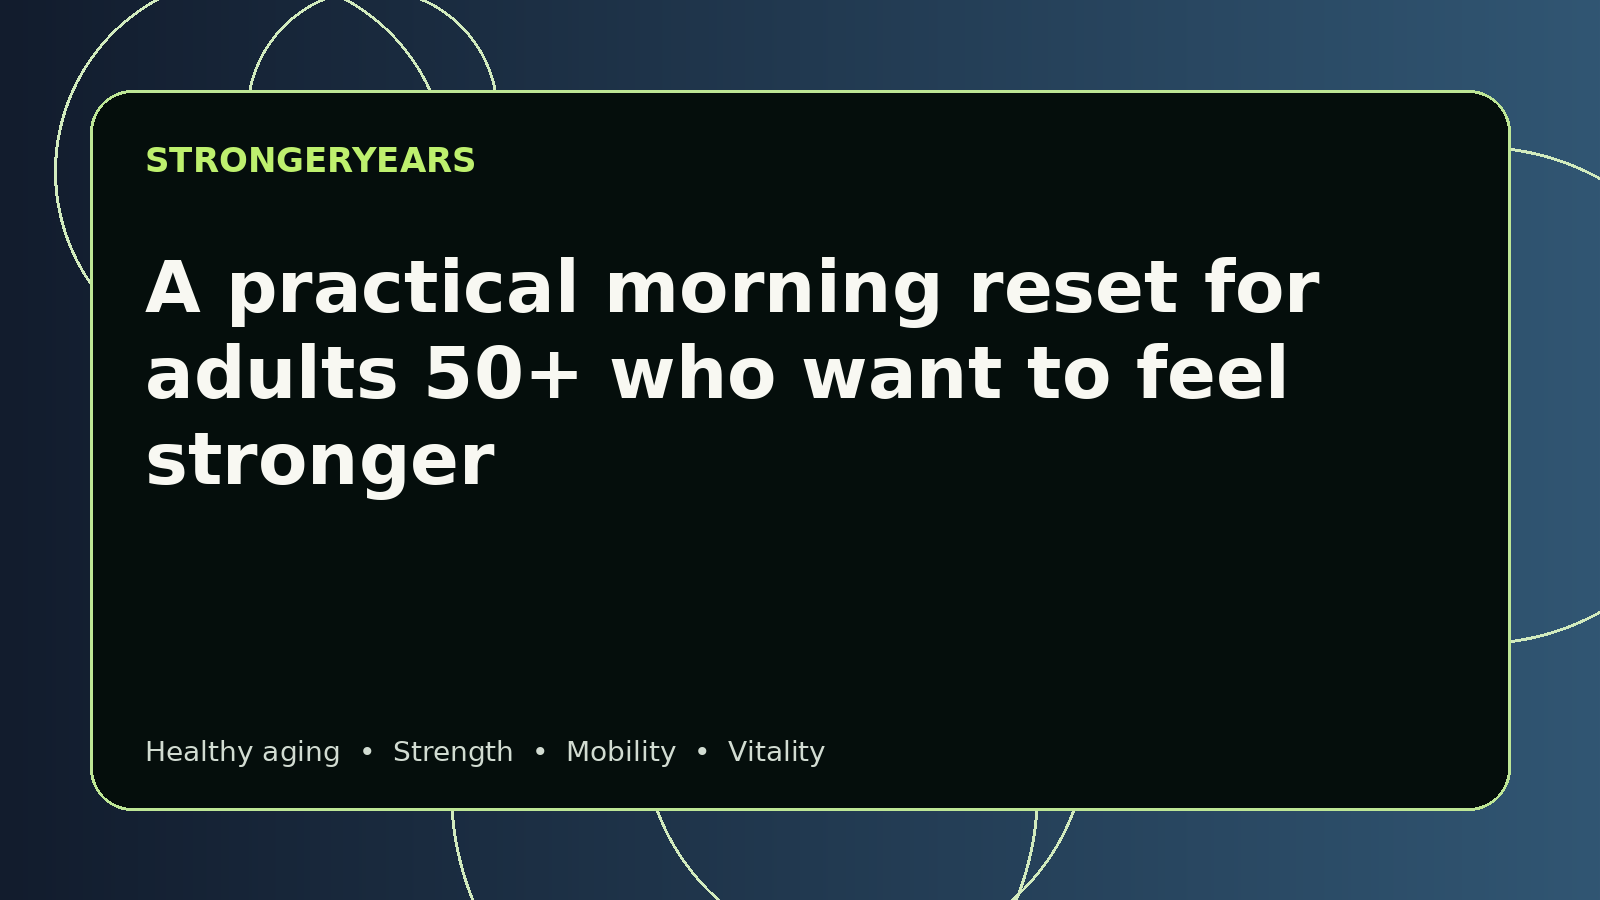 STRONGERYEARS
A practical morning reset for
adults 50+ who want to feel
stronger
Healthy aging • Strength • Mobility • Vitality